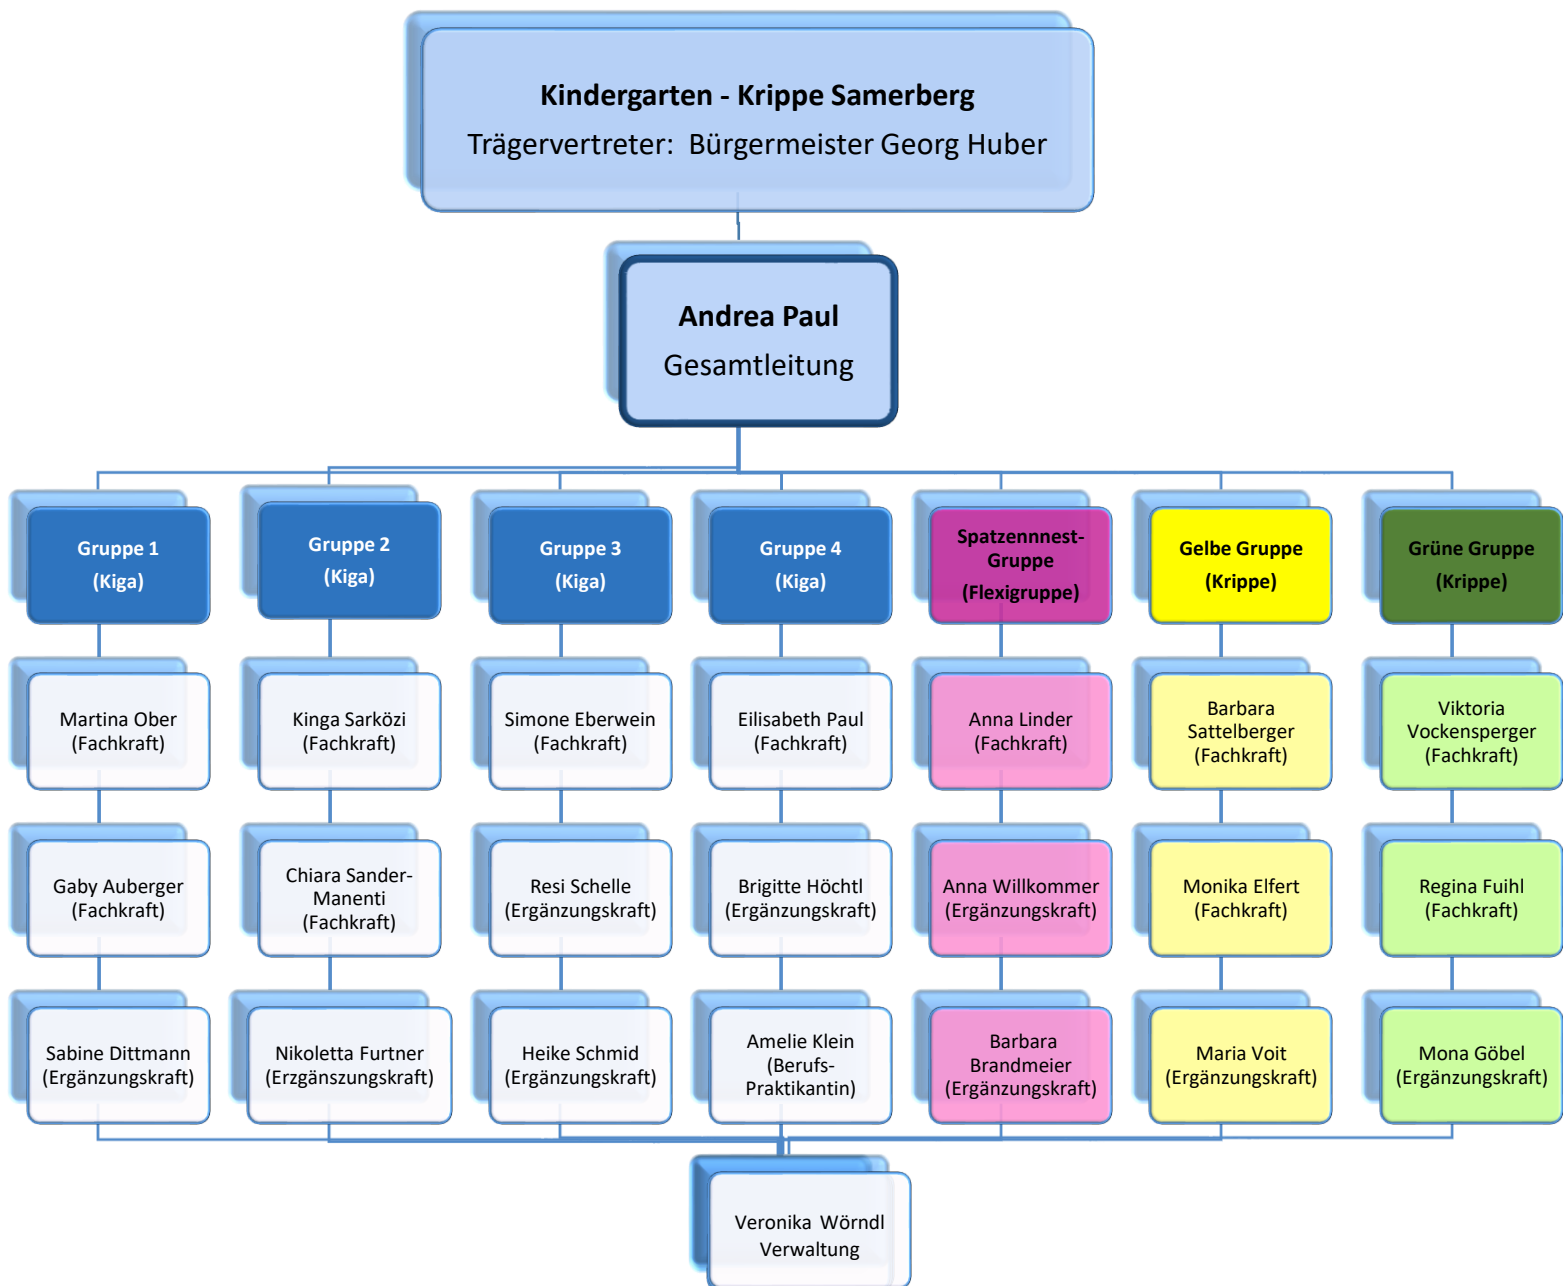 Kindergarten - Krippe Samerberg
Trägervertreter: Bürgermeister Georg Huber
Andrea Paul
Gesamtleitung
Gruppe 1
(Kiga)
Martina Ober
(Fachkraft)
Gaby Auberger
(Fachkraft)
Sabine Dittmann
(Ergänzungskraft)
Gruppe 2
(Kiga)
Kinga Sarközi
(Fachkraft)
Chiara Sander-
Manenti
(Fachkraft)
Nikoletta Furtner
(Erzgänszungskraft)
Gruppe 3
(Kiga)
Simone Eberwein
(Fachkraft)
Resi Schelle
(Ergänzungskraft)
Heike Schmid
(Ergänzungskraft)
Gruppe 4
(Kiga)
Eilisabeth Paul
(Fachkraft)
Brigitte Höchtl
(Ergänzungskraft)
Amelie Klein
(Berufs-
Praktikantin)
Spatzennnest-
Gruppe
(Flexigruppe)
Anna Linder
(Fachkraft)
Anna Willkommer
(Ergänzungskraft)
Barbara
Brandmeier
(Ergänzungskraft)
Gelbe Gruppe
(Krippe)
Barbara
Sattelberger
(Fachkraft)
Monika Elfert
(Fachkraft)
Maria Voit
(Ergänzungskraft)
Grüne Gruppe
(Krippe)
Viktoria
Vockensperger
(Fachkraft)
Regina Fuihl
(Fachkraft)
Mona Göbel
(Ergänzungskraft)
Veronika Wörndl
Verwaltung